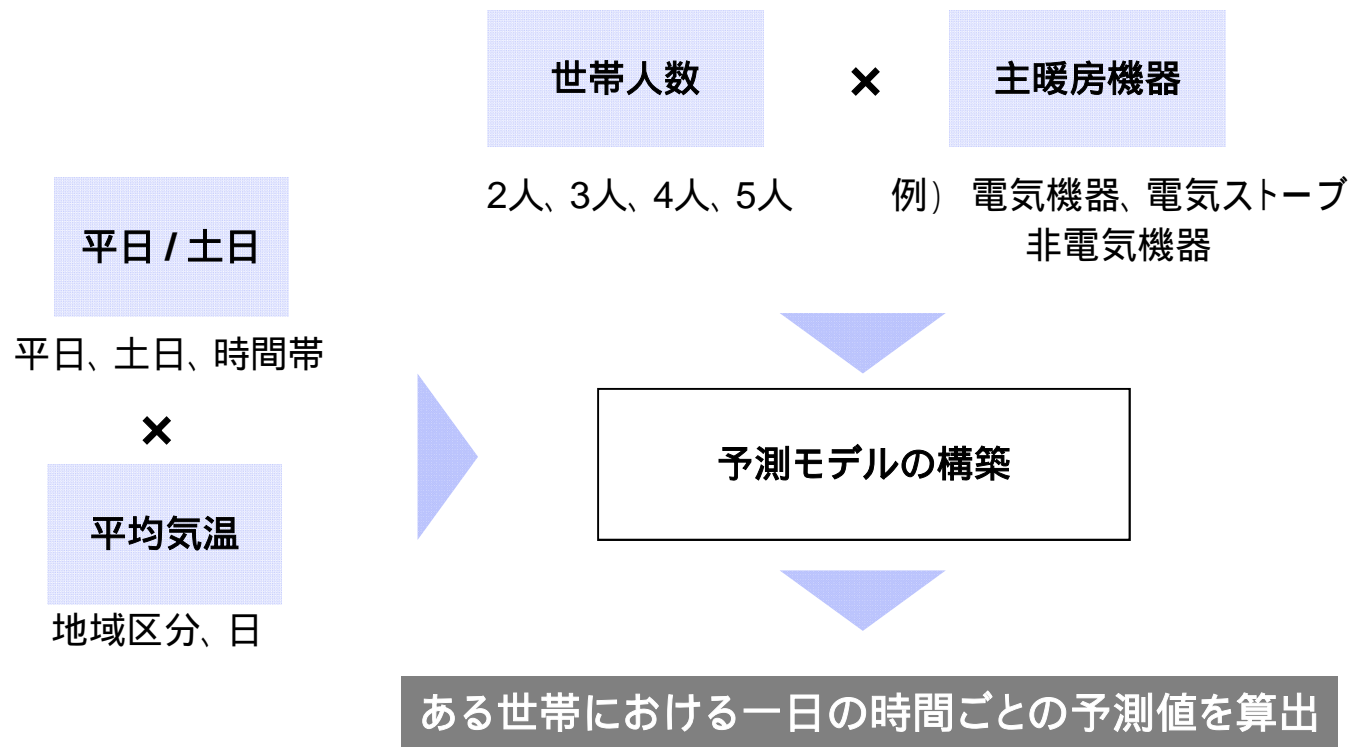 世帯人数 × 主暖房機器
2人、3人、4人、5人 例） 電気機器、電気ストーブ
非電気機器
平日 / 土日
平日、土日、時間帯
×
平均気温
地域区分、日
予測モデルの構築
ある世帯における一日の時間ごとの予測値を算出